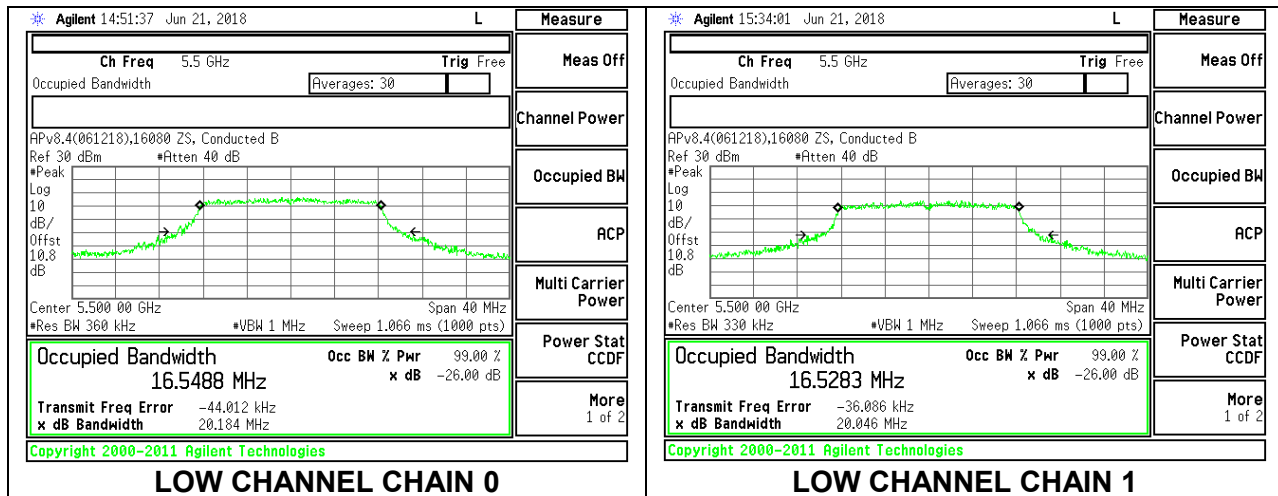 Agilent 14:51:37 Jun 21, 2018 L
Measure
Ch Freq 5.5 GHz Trig Free
Meas Off
Occupied Bandwidth Averages: 30
Channel Power
APv8.4(061218),16080 ZS, Conducted B
Ref 30 dBm #Atten 40 dB
#Peak
Log
10
dB/
Offst
10.8
dB
Occupied BW
ACP
Multi Carrier
Power
Center 5.500 00 GHz Span 40 MHz
#Res BW 360 kHz #VBW 1 MHz Sweep 1.066 ms (1000 pts)
Power Stat
CCDF
Occupied Bandwidth Occ BW % Pwr 99.00 %
16.5488 MHz x dB -26.00 dB
Transmit Freq Error -44.012 kHz
x dB Bandwidth 20.184 MHz
More
1 of 2
Copyright 2000-2011 Agilent Technologies
LOW CHANNEL CHAIN 0
Agilent 15:34:01 Jun 21, 2018 L
Measure
Ch Freq 5.5 GHz Trig Free
Meas Off
Occupied Bandwidth Averages: 30
Channel Power
APv8.4(061218),16080 ZS, Conducted B
Ref 30 dBm #Atten 40 dB
#Peak
Log
10
dB/
Offst
10.8
dB
Occupied BW
ACP
Multi Carrier
Power
Center 5.500 00 GHz Span 40 MHz
#Res BW 330 kHz #VBW 1 MHz Sweep 1.066 ms (1000 pts)
Power Stat
CCDF
Occupied Bandwidth Occ BW % Pwr 99.00 %
16.5283 MHz x dB -26.00 dB
Transmit Freq Error -36.086 kHz
x dB Bandwidth 20.046 MHz
More
1 of 2
Copyright 2000-2011 Agilent Technologies
LOW CHANNEL CHAIN 1